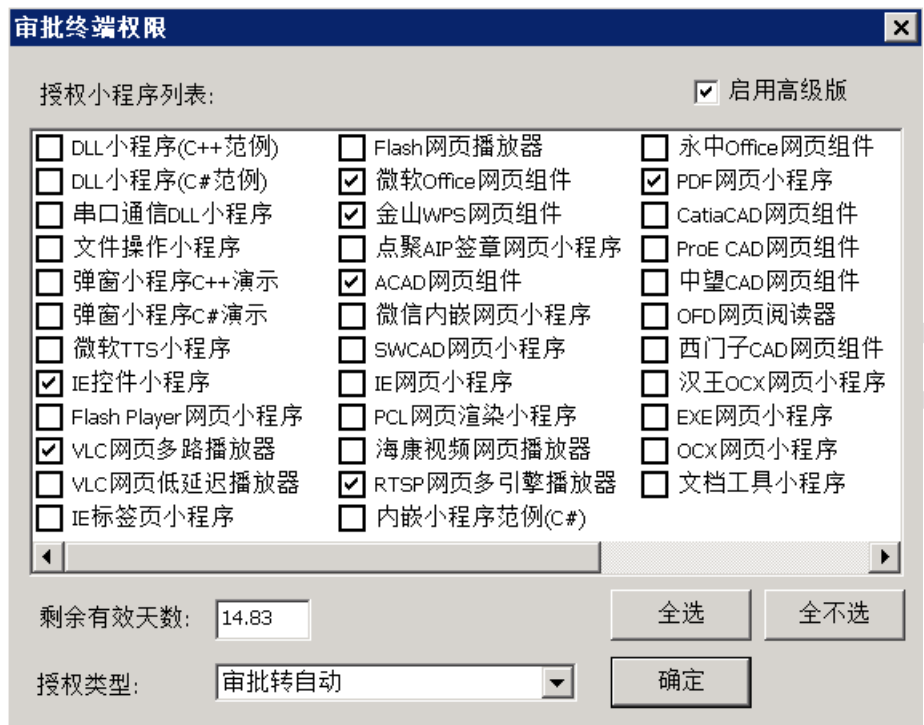 审批终端权限
授权小程序列表:
启用高级版
DLL小程序(C++范例)
DLL小程序(C#范例)
串口通信DLL小程序
文件操作小程序
弹窗小程序C++演示
弹窗小程序C#演示
微软TTS小程序
IE控件小程序
Flash Player网页小程序
VLC网页多路播放器
VLC网页低延迟播放器
IE标签页小程序
Flash网页播放器
微软Office网页组件
金山WPS网页组件
点聚AIP签章网页小程序
ACAD网页组件
微信内嵌网页小程序
SWCAD网页小程序
IE网页小程序
PCL网页渲染小程序
海康视频网页播放器
RTSP网页多引擎播放器
内嵌小程序范例(C#)
永中Office网页组件
PDF网页小程序
CatiaCAD网页组件
ProE CAD网页组件
中望CAD网页组件
OFD网页阅读器
西门子CAD网页组件
汉王OCX网页小程序
EXE网页小程序
OCX网页小程序
文档工具小程序
剩余有效天数:
14.83
全选
全不选
授权类型:
审批转自动
确定